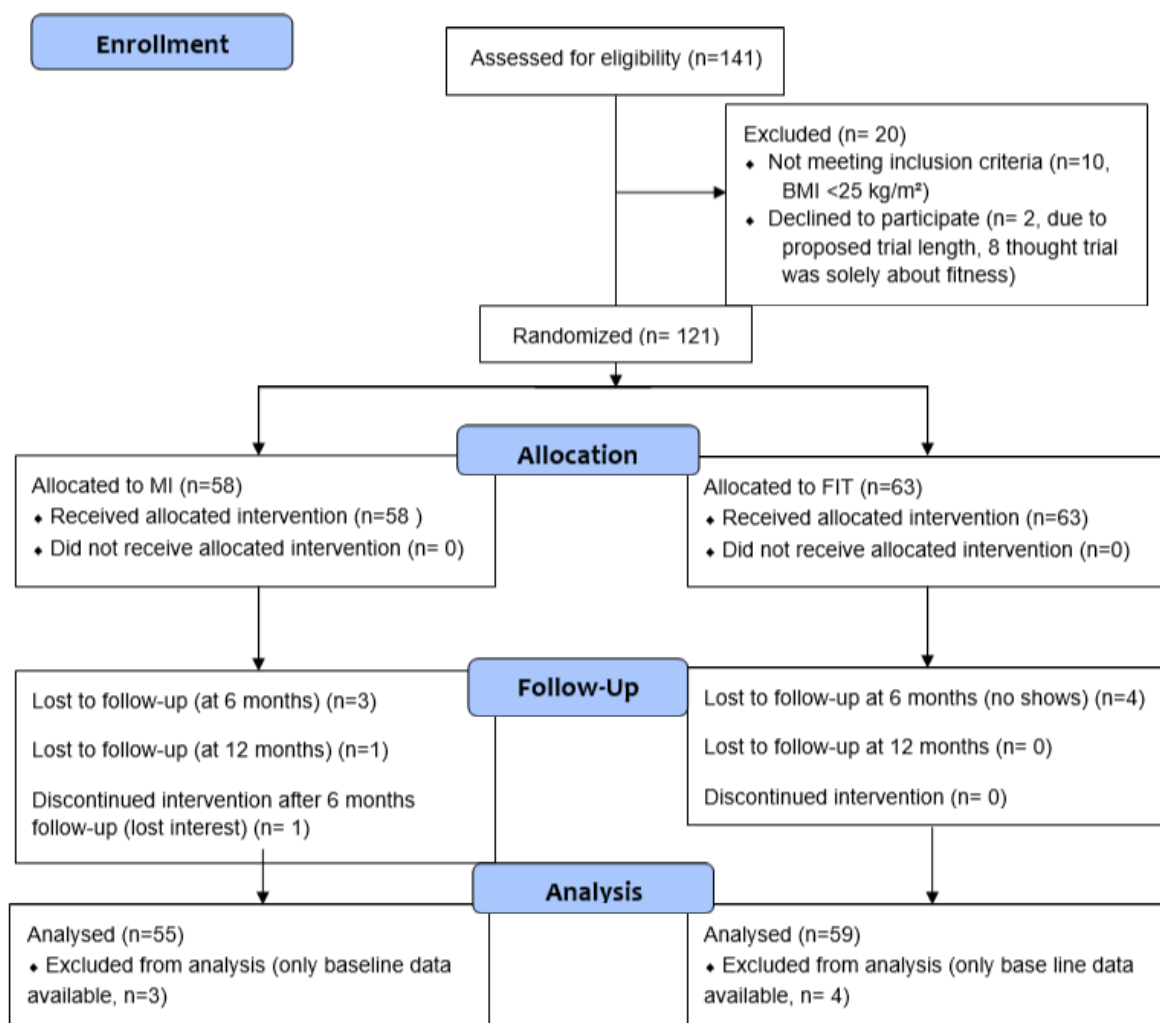 Enrollment
Assessed for eligibility (n=141)
Excluded (n= 20)
⬥ Not meeting inclusion criteria (n=10,
BMI <25 kg/m²)
⬥ Declined to participate (n= 2, due to
proposed trial length, 8 thought trial
was solely about fitness)
Randomized (n= 121)
Allocation
Allocated to MI (n=58)
⬥ Received allocated intervention (n=58 )
⬥ Did not receive allocated intervention (n= 0)
Allocated to FIT (n=63)
⬥ Received allocated intervention (n=63)
⬥ Did not receive allocated intervention (n=0)
Follow-Up
Lost to follow-up (at 6 months) (n=3)
Lost to follow-up (at 12 months) (n=1)
Discontinued intervention after 6 months
follow-up (lost interest) (n= 1)
Lost to follow-up at 6 months (no shows) (n=4)
Lost to follow-up at 12 months (n= 0)
Discontinued intervention (n= 0)
Analysis
Analysed (n=55)
⬥ Excluded from analysis (only baseline data
available, n=3)
Analysed (n=59)
⬥ Excluded from analysis (only base line data
available, n= 4)